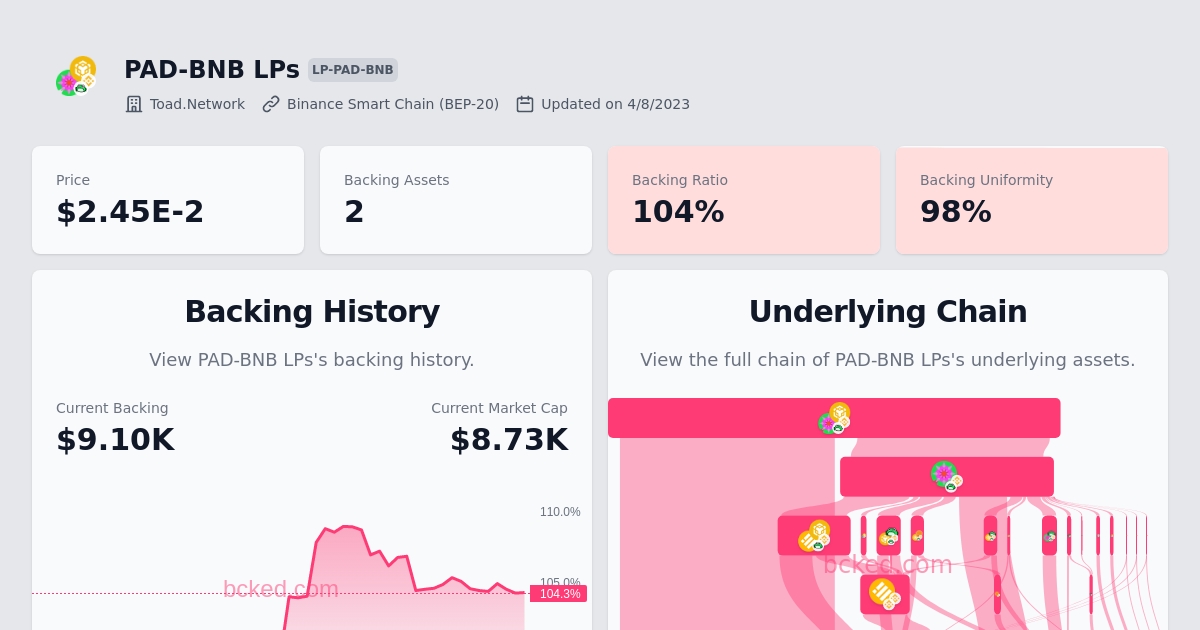 PAD-BNB LPs LP-PAD-BNB
Toad.Network Binance Smart Chain (BEP-20) Updated on 4/8/2023
Price
$2.45E-2
Backing Assets
2
Backing Ratio
104%
Backing Uniformity
98%
Backing History
View PAD-BNB LPs's backing history.
Current Backing
$9.10K
Current Market Cap
$8.73K
110.0%
105.0%
104.3%
bcked.com
Underlying Chain
View the full chain of PAD-BNB LPs's underlying assets.
bcked.com